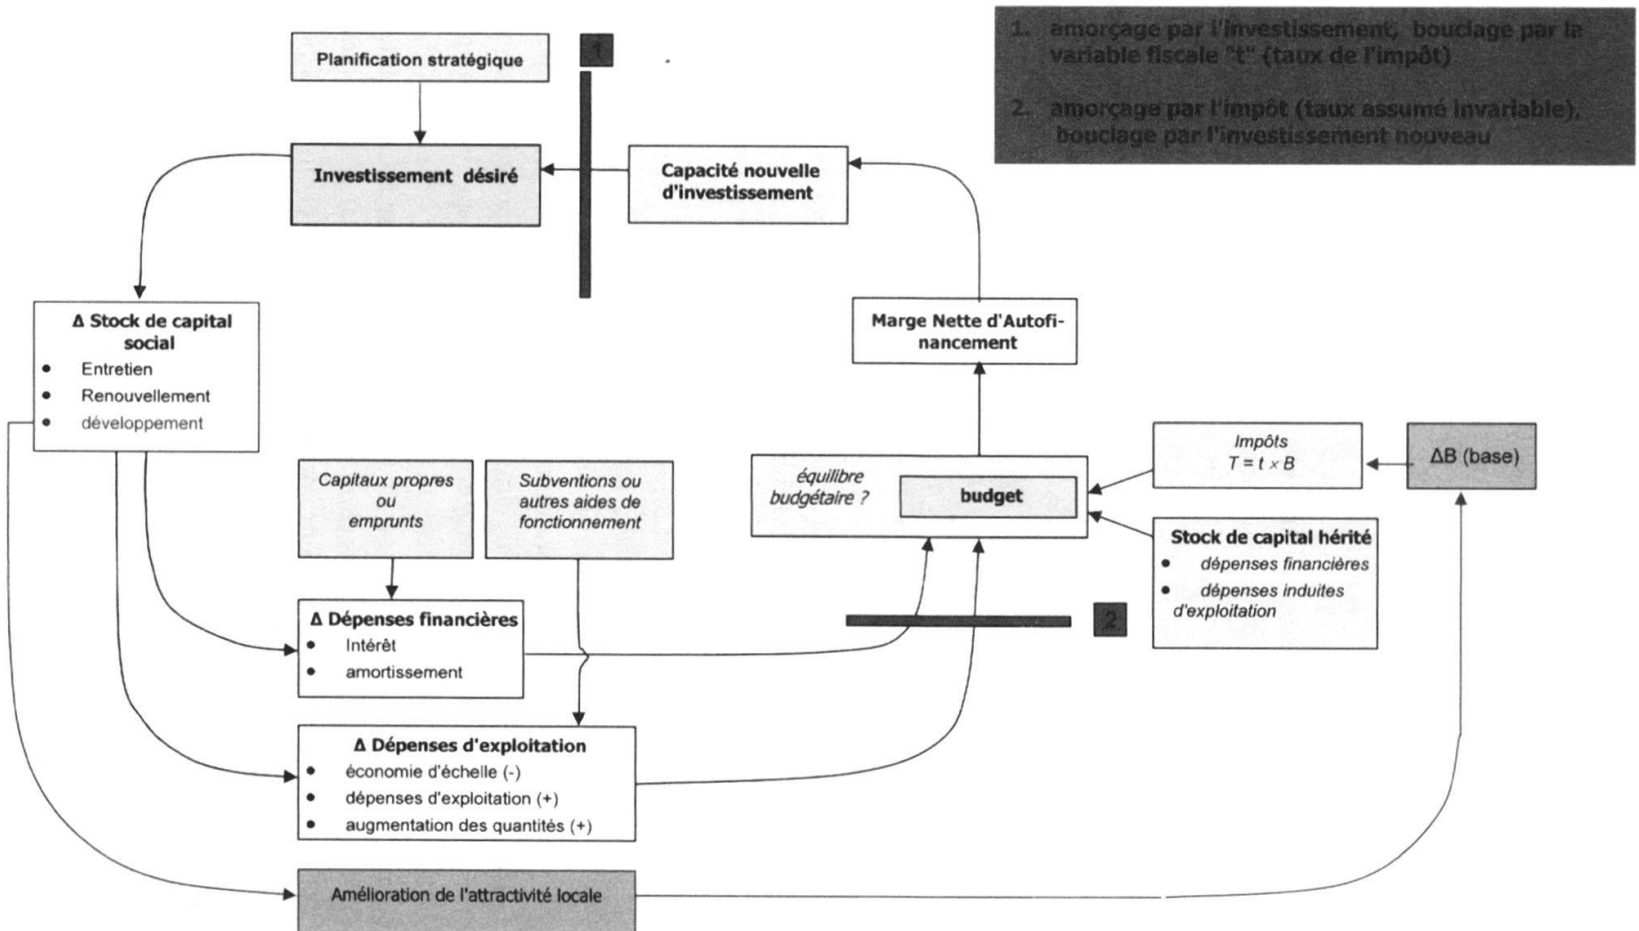 1
1. amorçage par l'investissement, bouclage par la
variable fiscale "t" (taux de l'impôt)
2. amorçage par l'impôt (taux assumé invariable),
bouclage par l'investissement nouveau
Planification stratégique
Investissement désiré
Capacité nouvelle
d'investissement
Δ Stock de capital
social
• Entretien
• Renouvellement
• développement
Marge Nette d'Autofi-
nancement
Capitaux propres
ou
emprunts
Subventions ou
autres aides de
fonctionnement
équilibre
budgétaire ?
budget
Impôts
T = t × B
ΔB (base)
Stock de capital hérité
• dépenses financières
• dépenses induites
d'exploitation
2
Δ Dépenses financières
• Intérêt
• amortissement
Δ Dépenses d'exploitation
• économie d'échelle (-)
• dépenses d'exploitation (+)
• augmentation des quantités (+)
Amélioration de l'attractivité locale